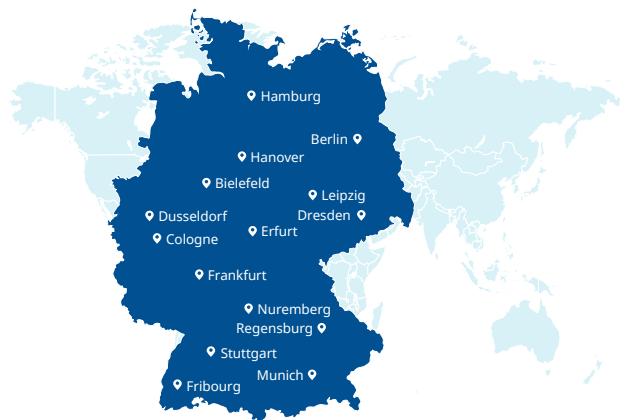 Hamburg
Berlin
Hanover
Bielefeld
Leipzig
Dusseldorf
Dresden
Erfurt
Cologne
Frankfurt
Nuremberg
Regensburg
Stuttgart
Munich
Fribourg